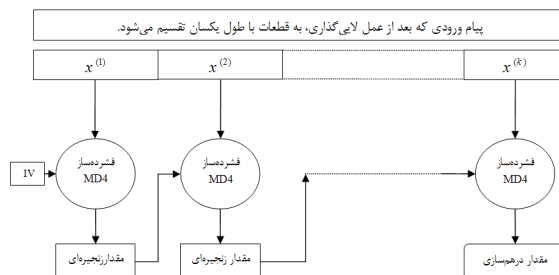 پیام ورودی که بعد از عمل لایی‌گذاری، به قطعات با طول یکسان تقسیم می‌شود.
x⁽¹⁾
x⁽²⁾
x⁽ᵏ⁾
IV
فشرده‌ساز
MD4
فشرده‌ساز
MD4
فشرده‌ساز
MD4
مقدارزنجیره‌ای
مقدار زنجیره‌ای
مقدار درهم‌سازی